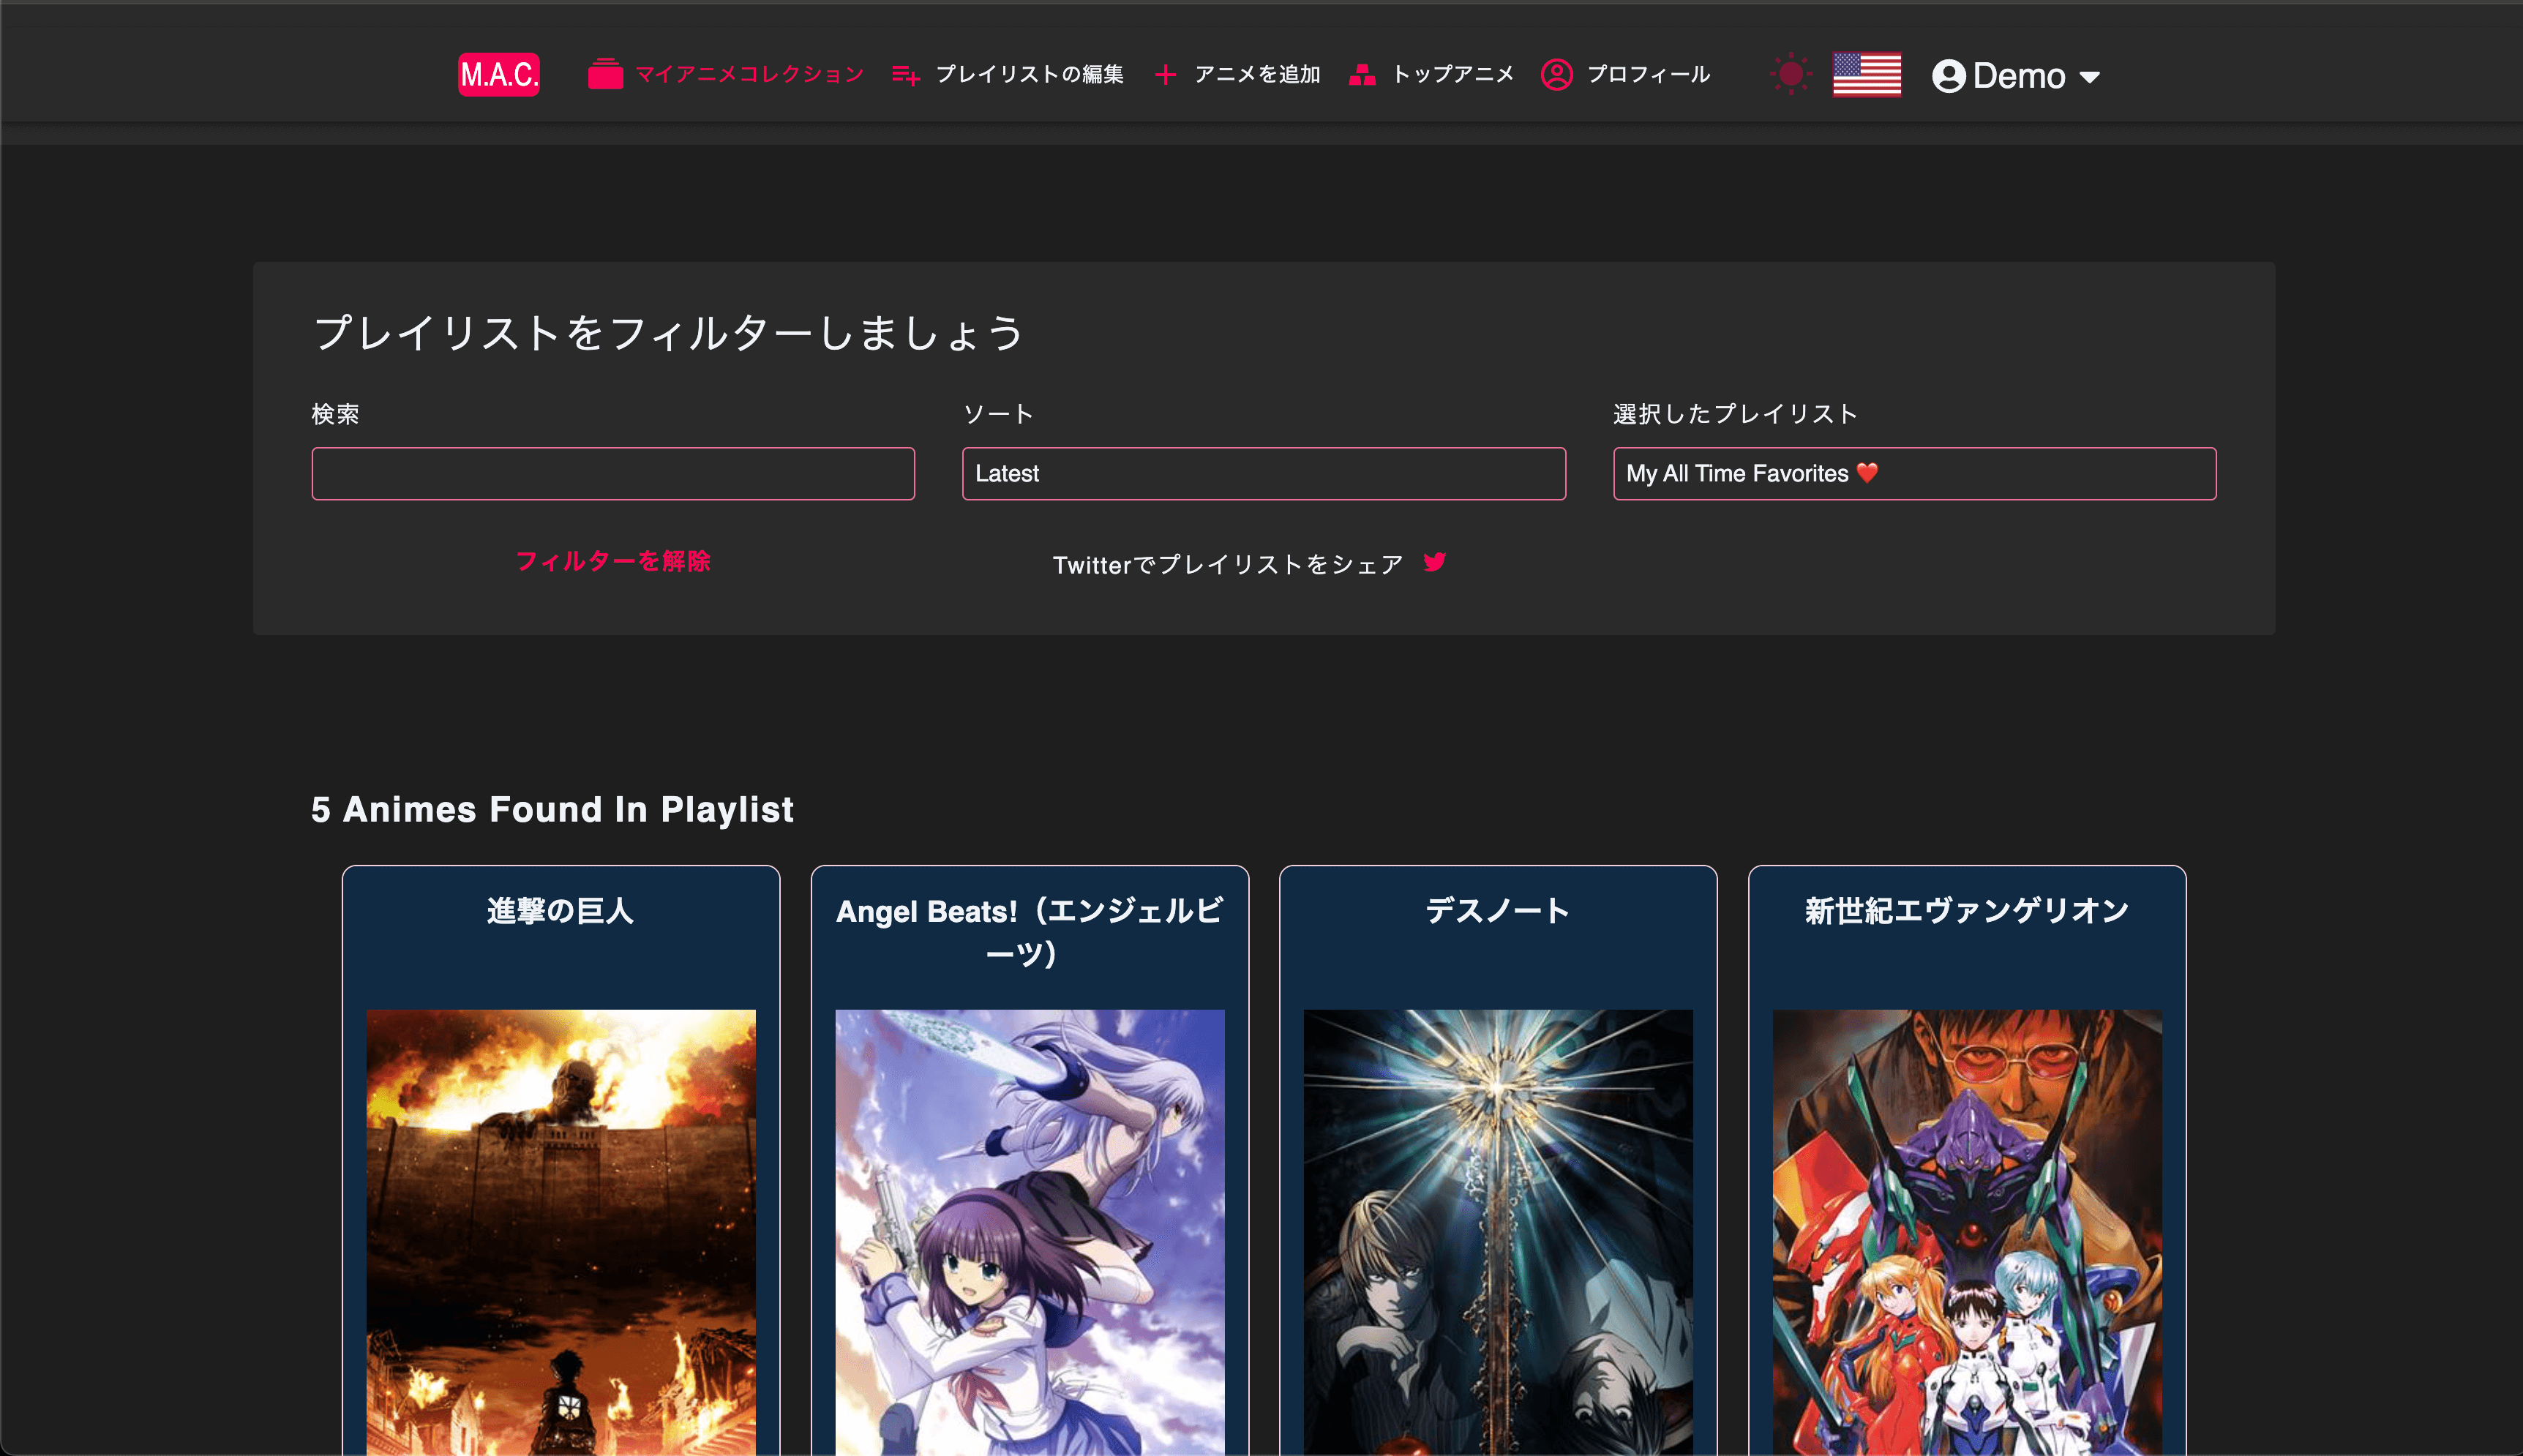 M.A.C.
マイアニメコレクション
プレイリストの編集
アニメを追加
トップアニメ
プロフィール
Demo
プレイリストをフィルターしましょう
検索
ソート
選択したプレイリスト
Latest
My All Time Favorites ❤️
フィルターを解除
Twitterでプレイリストをシェア
5 Animes Found In Playlist
進撃の巨人
Angel Beats!（エンジェルビ
ーツ）
デスノート
新世紀エヴァンゲリオン